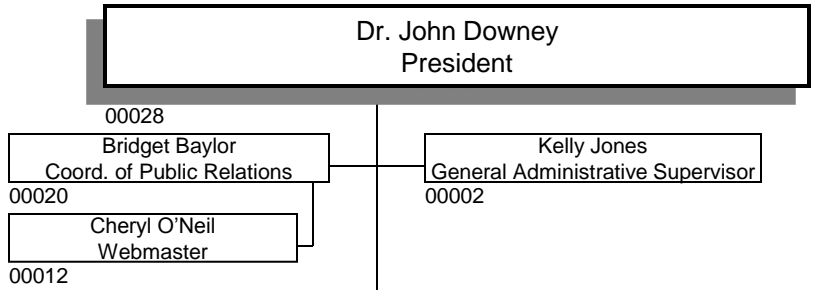 Dr. John Downey
President
00028
Bridget Baylor
Coord. of Public Relations
00020
Kelly Jones
General Administrative Supervisor
00002
Cheryl O’Neil
Webmaster
00012